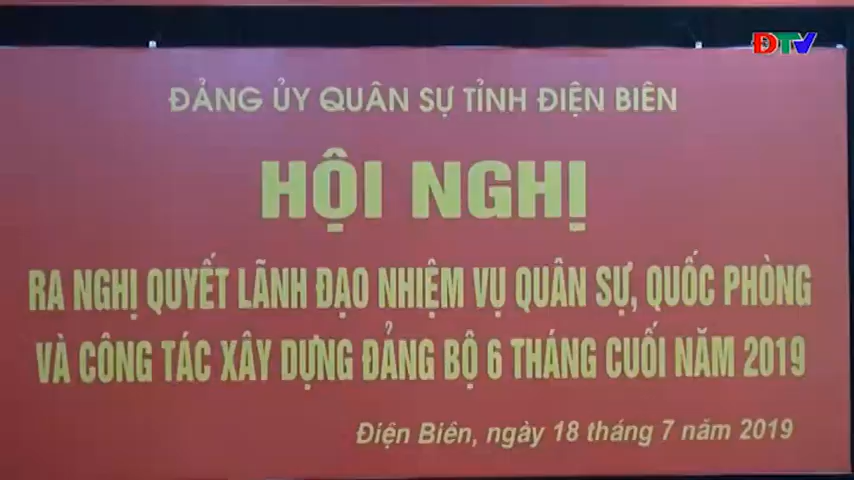 ĐTV
ĐẢNG ỦY QUÂN SỰ TỈNH ĐIỆN BIÊN
HỘI NGHỊ
RA NGHỊ QUYẾT LÃNH ĐẠO NHIỆM VỤ QUÂN SỰ, QUỐC PHÒNG
VÀ CÔNG TÁC XÂY DỰNG ĐẢNG BỘ 6 THÁNG CUỐI NĂM 2019
Điện Biên, ngày 18 tháng 7 năm 2019